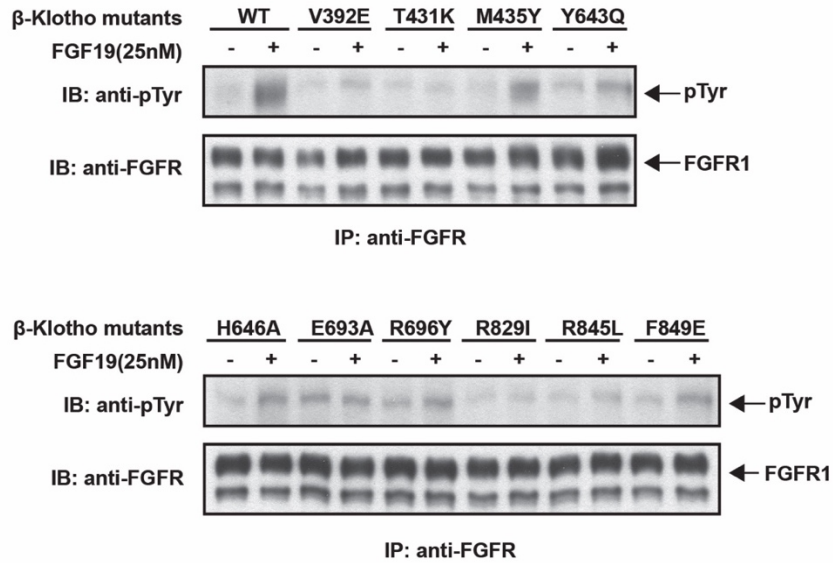 β-Klotho mutants WT V392E T431K M435Y Y643Q
FGF19(25nM) - + - + - + - + - +
IB: anti-pTyr pTyr
IB: anti-FGFR FGFR1
IP: anti-FGFR
β-Klotho mutants H646A E693A R696Y R829I R845L F849E
FGF19(25nM) - + - + - + - + - + - +
IB: anti-pTyr pTyr
IB: anti-FGFR FGFR1
IP: anti-FGFR